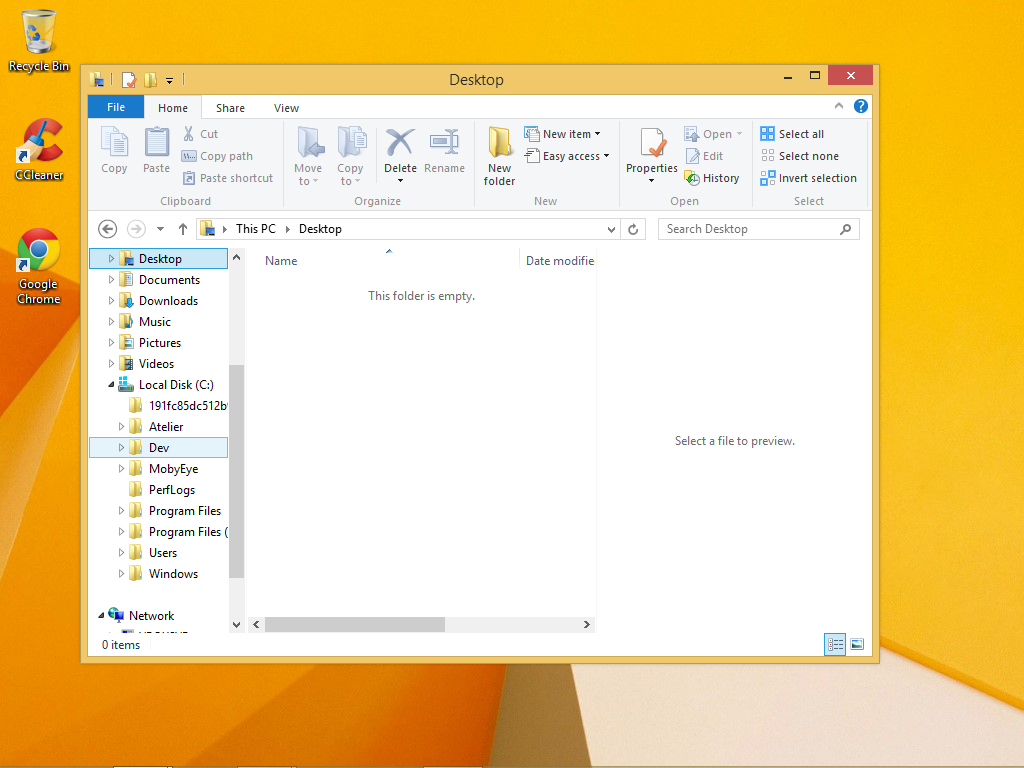 Recycle Bin
CCleaner
Google
Chrome
Desktop
File
Home
Share
View
Copy
Paste
Cut
Copy path
Paste shortcut
Clipboard
Move
to
Copy
to
Delete
Rename
Organize
New
folder
New item
Easy access
New
Properties
Open
Edit
History
Open
Select all
Select none
Invert selection
Select
This PC
Desktop
Search Desktop
Desktop
Documents
Downloads
Music
Pictures
Videos
Local Disk (C:)
191fc85dc512b
Atelier
Dev
MobyEye
PerfLogs
Program Files
Program Files (
Users
Windows
Network
Name
Date modifie
This folder is empty.
Select a file to preview.
0 items